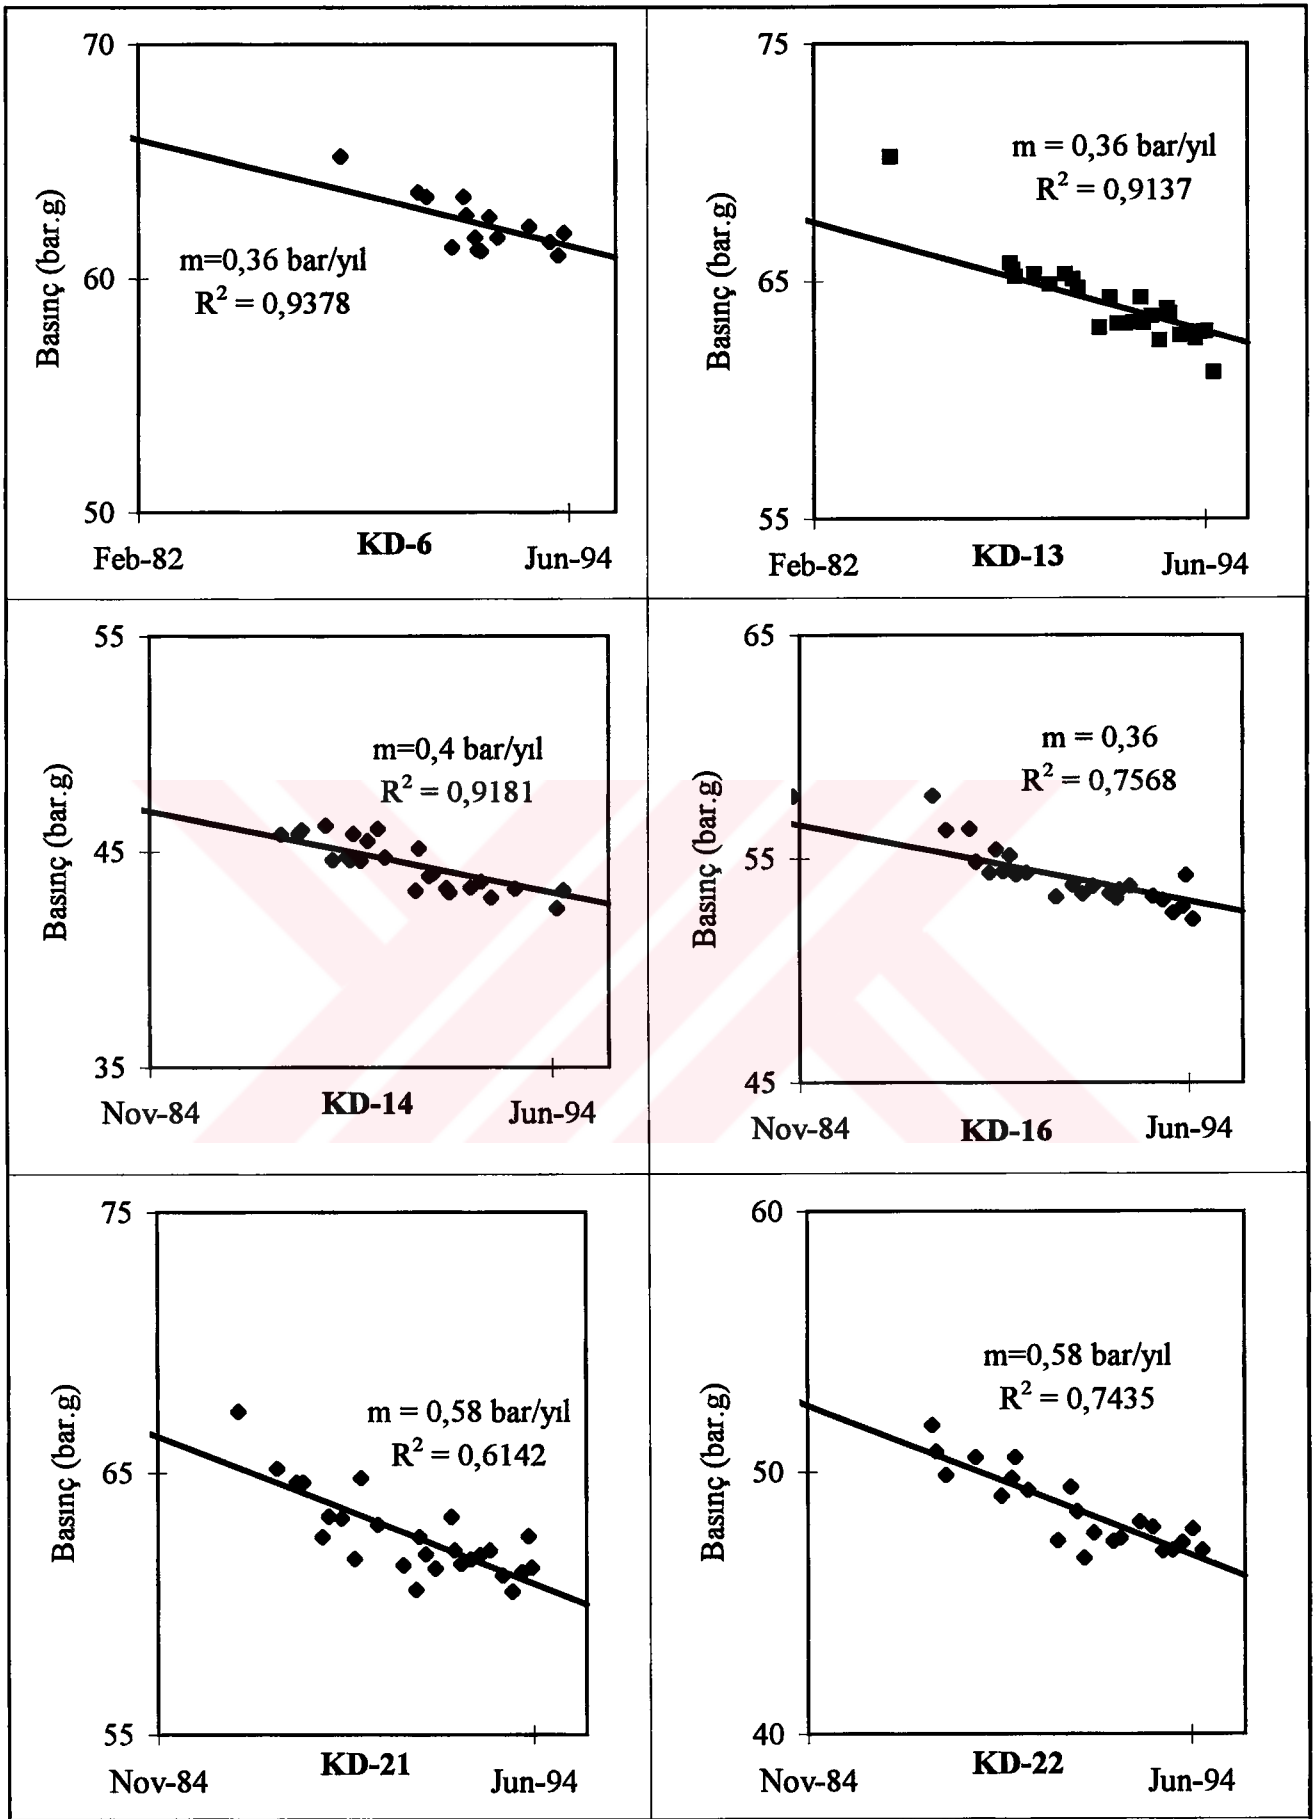 70
Basınç (bar.g)
m=0,36 bar/yıl
R² = 0,9378
60
50
Feb-82
KD-6
Jun-94
75
Basınç (bar.g)
m = 0,36 bar/yıl
R² = 0,9137
65
55
Feb-82
KD-13
Jun-94
55
Basınç (bar.g)
m=0,4 bar/yıl
R² = 0,9181
45
35
Nov-84
KD-14
Jun-94
65
Basınç (bar.g)
m = 0,36
R² = 0,7568
55
45
Nov-84
KD-16
Jun-94
75
Basınç (bar.g)
m = 0,58 bar/yıl
R² = 0,6142
65
55
Nov-84
KD-21
Jun-94
60
Basınç (bar.g)
m=0,58 bar/yıl
R² = 0,7435
50
40
Nov-84
KD-22
Jun-94